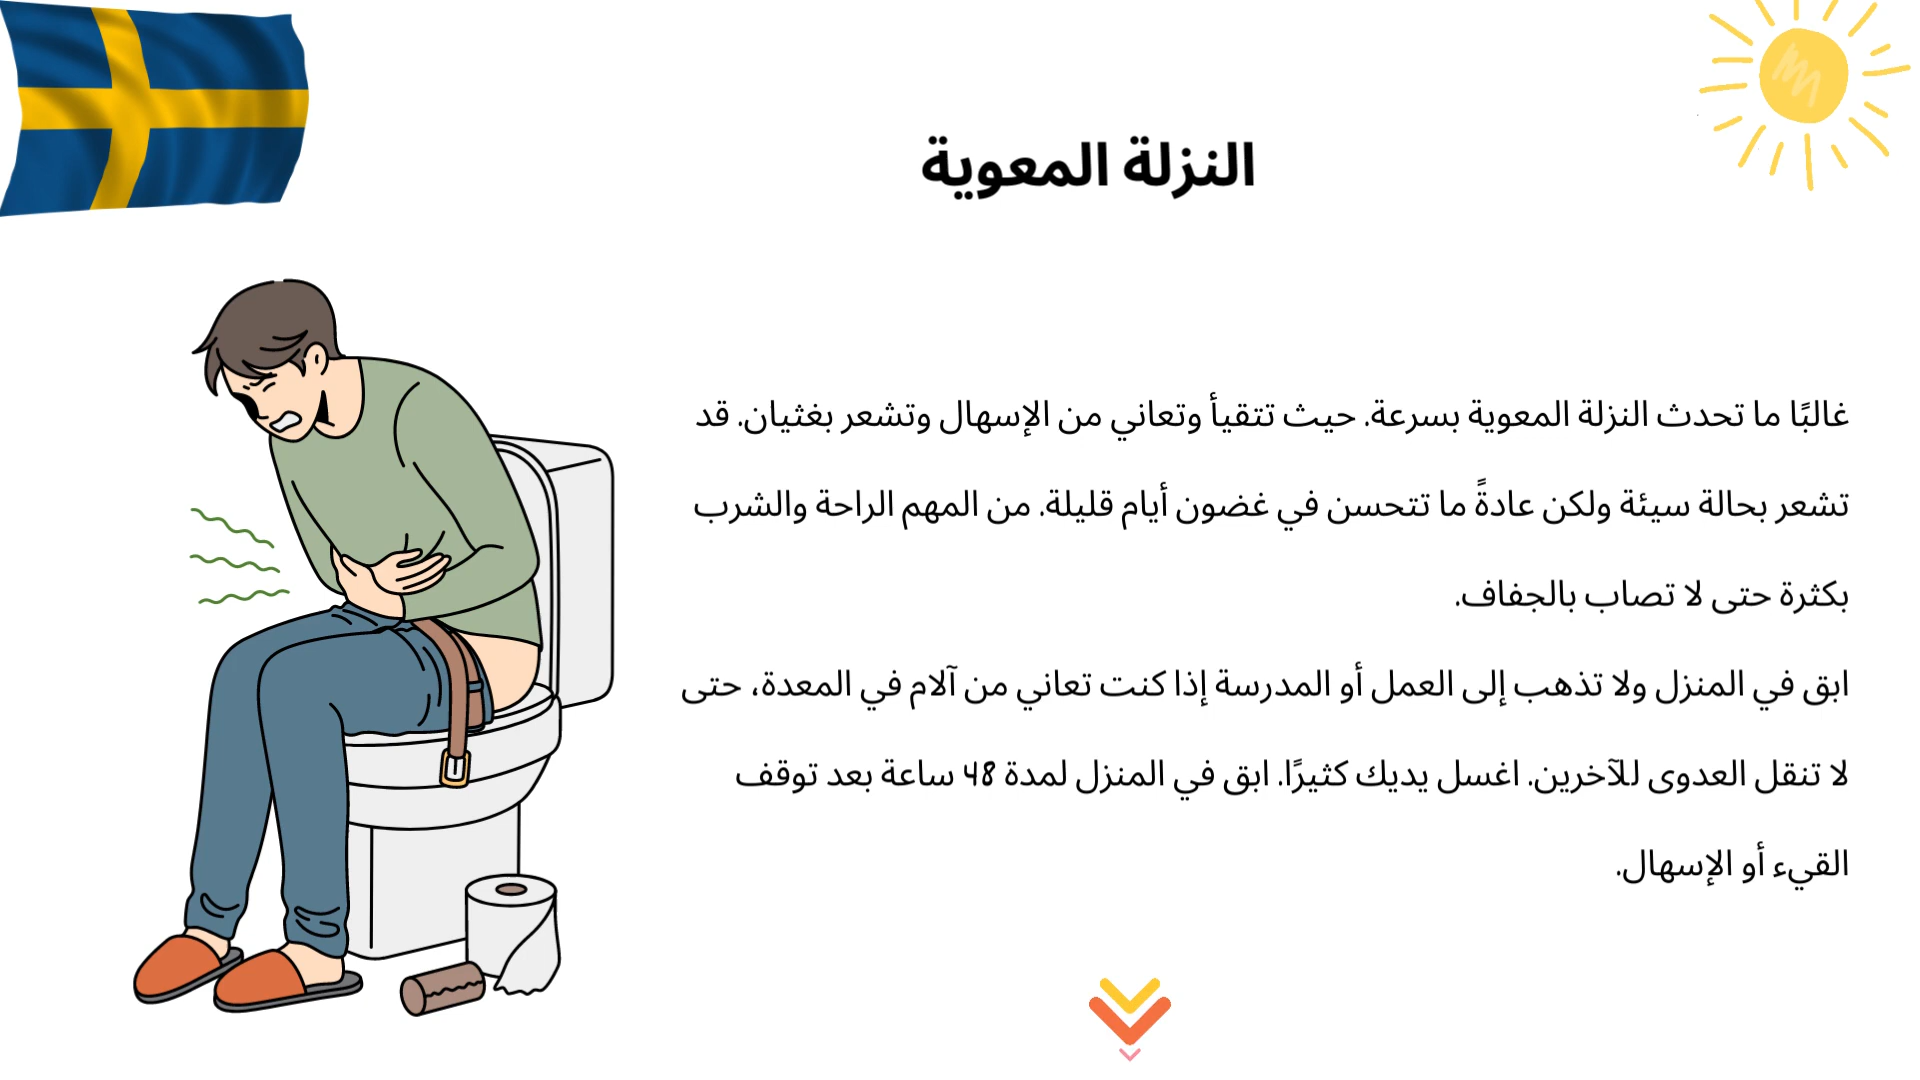 النزلة المعوية
غالبًا ما تحدث النزلة المعوية بسرعة. حيث تتقيأ وتعاني من الإسهال وتشعر بغثيان. قد
تشعر بحالة سيئة ولكن عادةً ما تتحسن في غضون أيام قليلة. من المهم الراحة والشرب
بكثرة حتى لا تصاب بالجفاف.
ابق في المنزل ولا تذهب إلى العمل أو المدرسة إذا كنت تعاني من آلام في المعدة، حتى
لا تنقل العدوى للآخرين. اغسل يديك كثيرًا. ابق في المنزل لمدة 48 ساعة بعد توقف
القيء أو الإسهال.